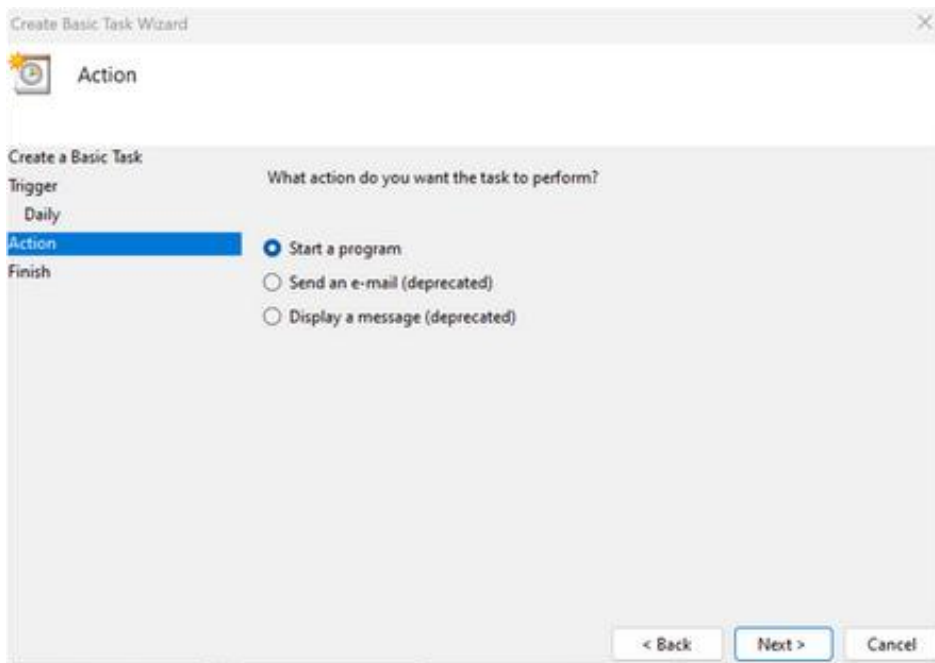 Create Basic Task Wizard
Action
Create a Basic Task
Trigger
Daily
Action
Finish
What action do you want the task to perform?
Start a program
Send an e-mail (deprecated)
Display a message (deprecated)
< Back
Next >
Cancel